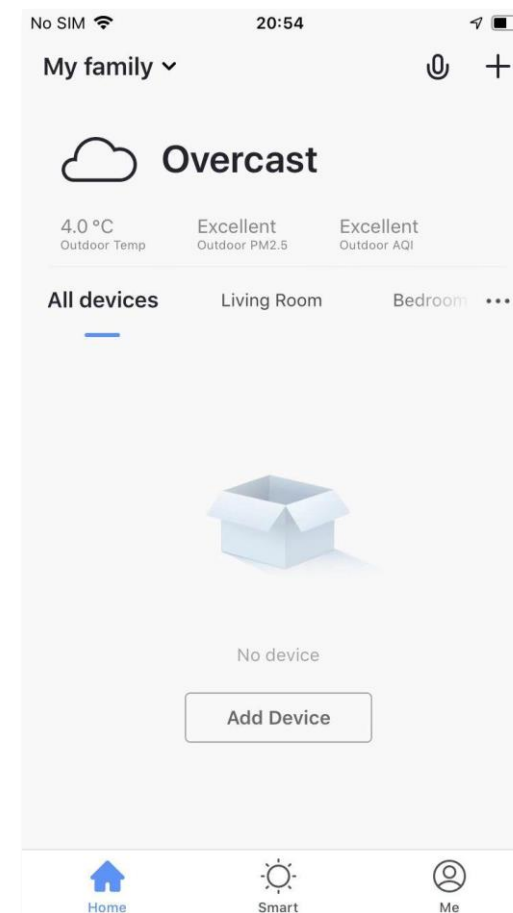 No SIM 20:54
My family
Overcast
4.0 °C Excellent Excellent
Outdoor Temp Outdoor PM2.5 Outdoor AQI
All devices Living Room Bedroom •••
No device
Add Device
Home Smart Me